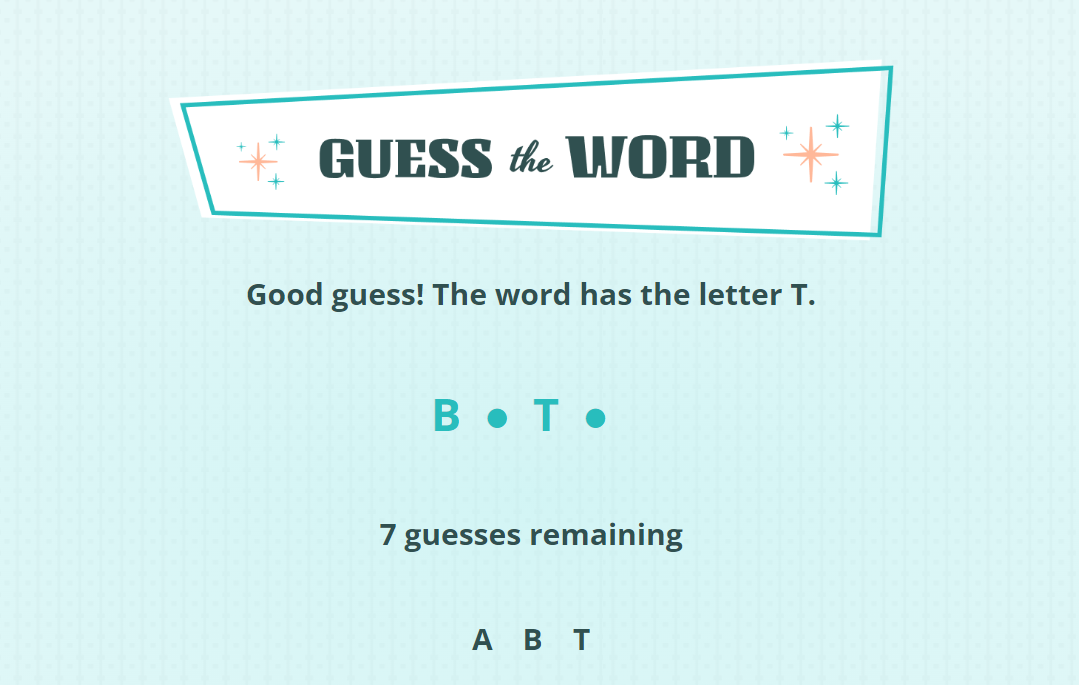 GUESS the WORD
Good guess! The word has the letter T.
B ● T ●
7 guesses remaining
A B T